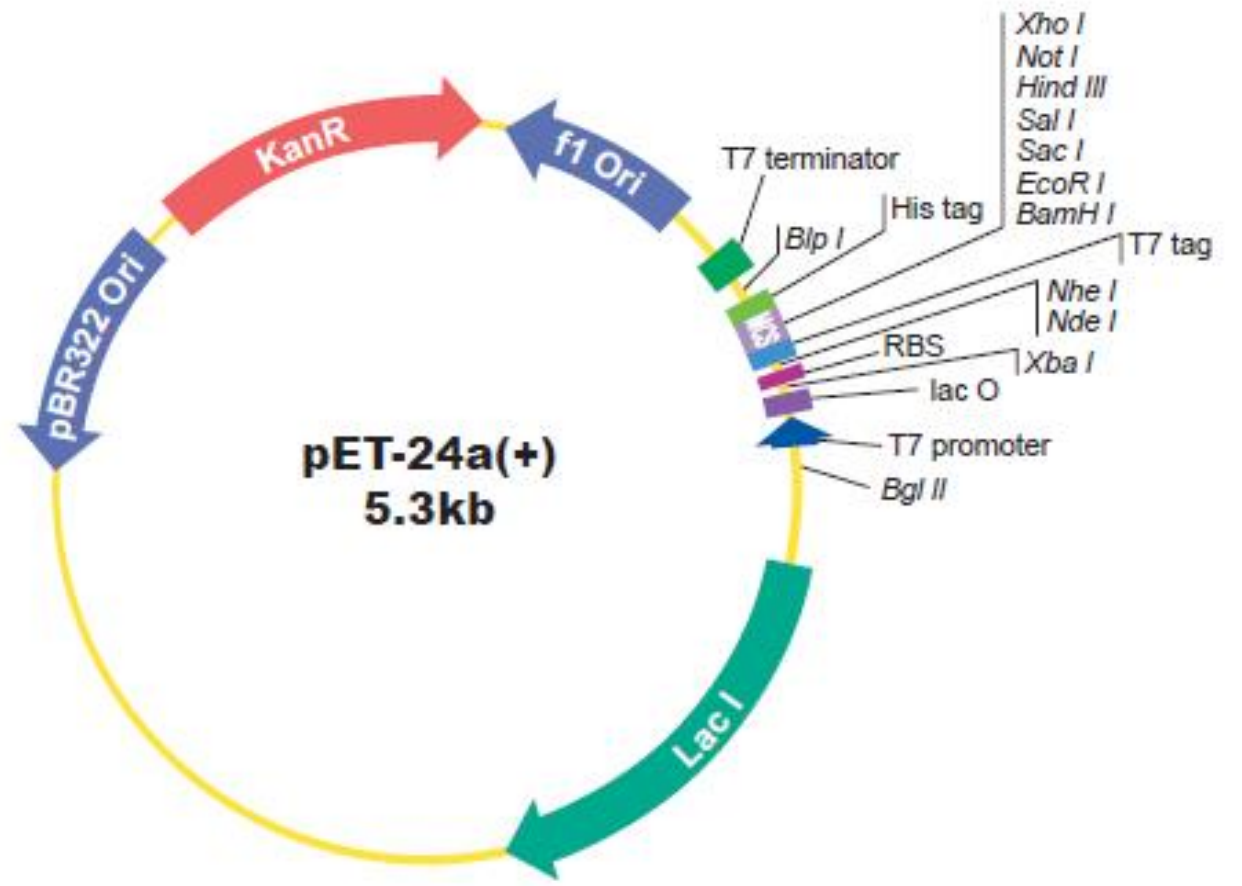 Xho I
Not I
Hind III
Sal I
Sac I
EcoR I
BamH I
KanR
f1 Ori
T7 terminator
His tag
Blp I
T7 tag
pBR322 Ori
MCS
Nhe I
Nde I
RBS
Xba I
lac O
pET-24a(+)
5.3kb
T7 promoter
Bgl II
Lac I